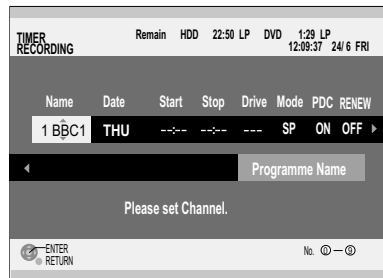 TIMER RECORDING Remain HDD 22:50 LP DVD 1:29 LP
12:09:37 24/6 FRI
Name Date Start Stop Drive Mode PDC RENEW
1 BBC1 THU --:-- --:-- --- SP ON OFF
Programme Name
Please set Channel.
ENTER No. ⓪ — ⑨
RETURN